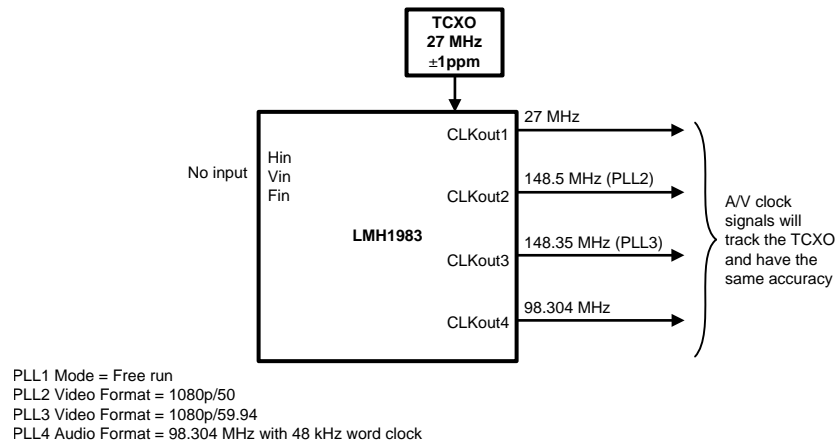 TCXO
27 MHz
±1ppm
27 MHz
CLKout1
No input
Hin
Vin
Fin
148.5 MHz (PLL2)
CLKout2
LMH1983
148.35 MHz (PLL3)
CLKout3
98.304 MHz
CLKout4
A/V clock
signals will
track the TCXO
and have the
same accuracy
PLL1 Mode = Free run
PLL2 Video Format = 1080p/50
PLL3 Video Format = 1080p/59.94
PLL4 Audio Format = 98.304 MHz with 48 kHz word clock